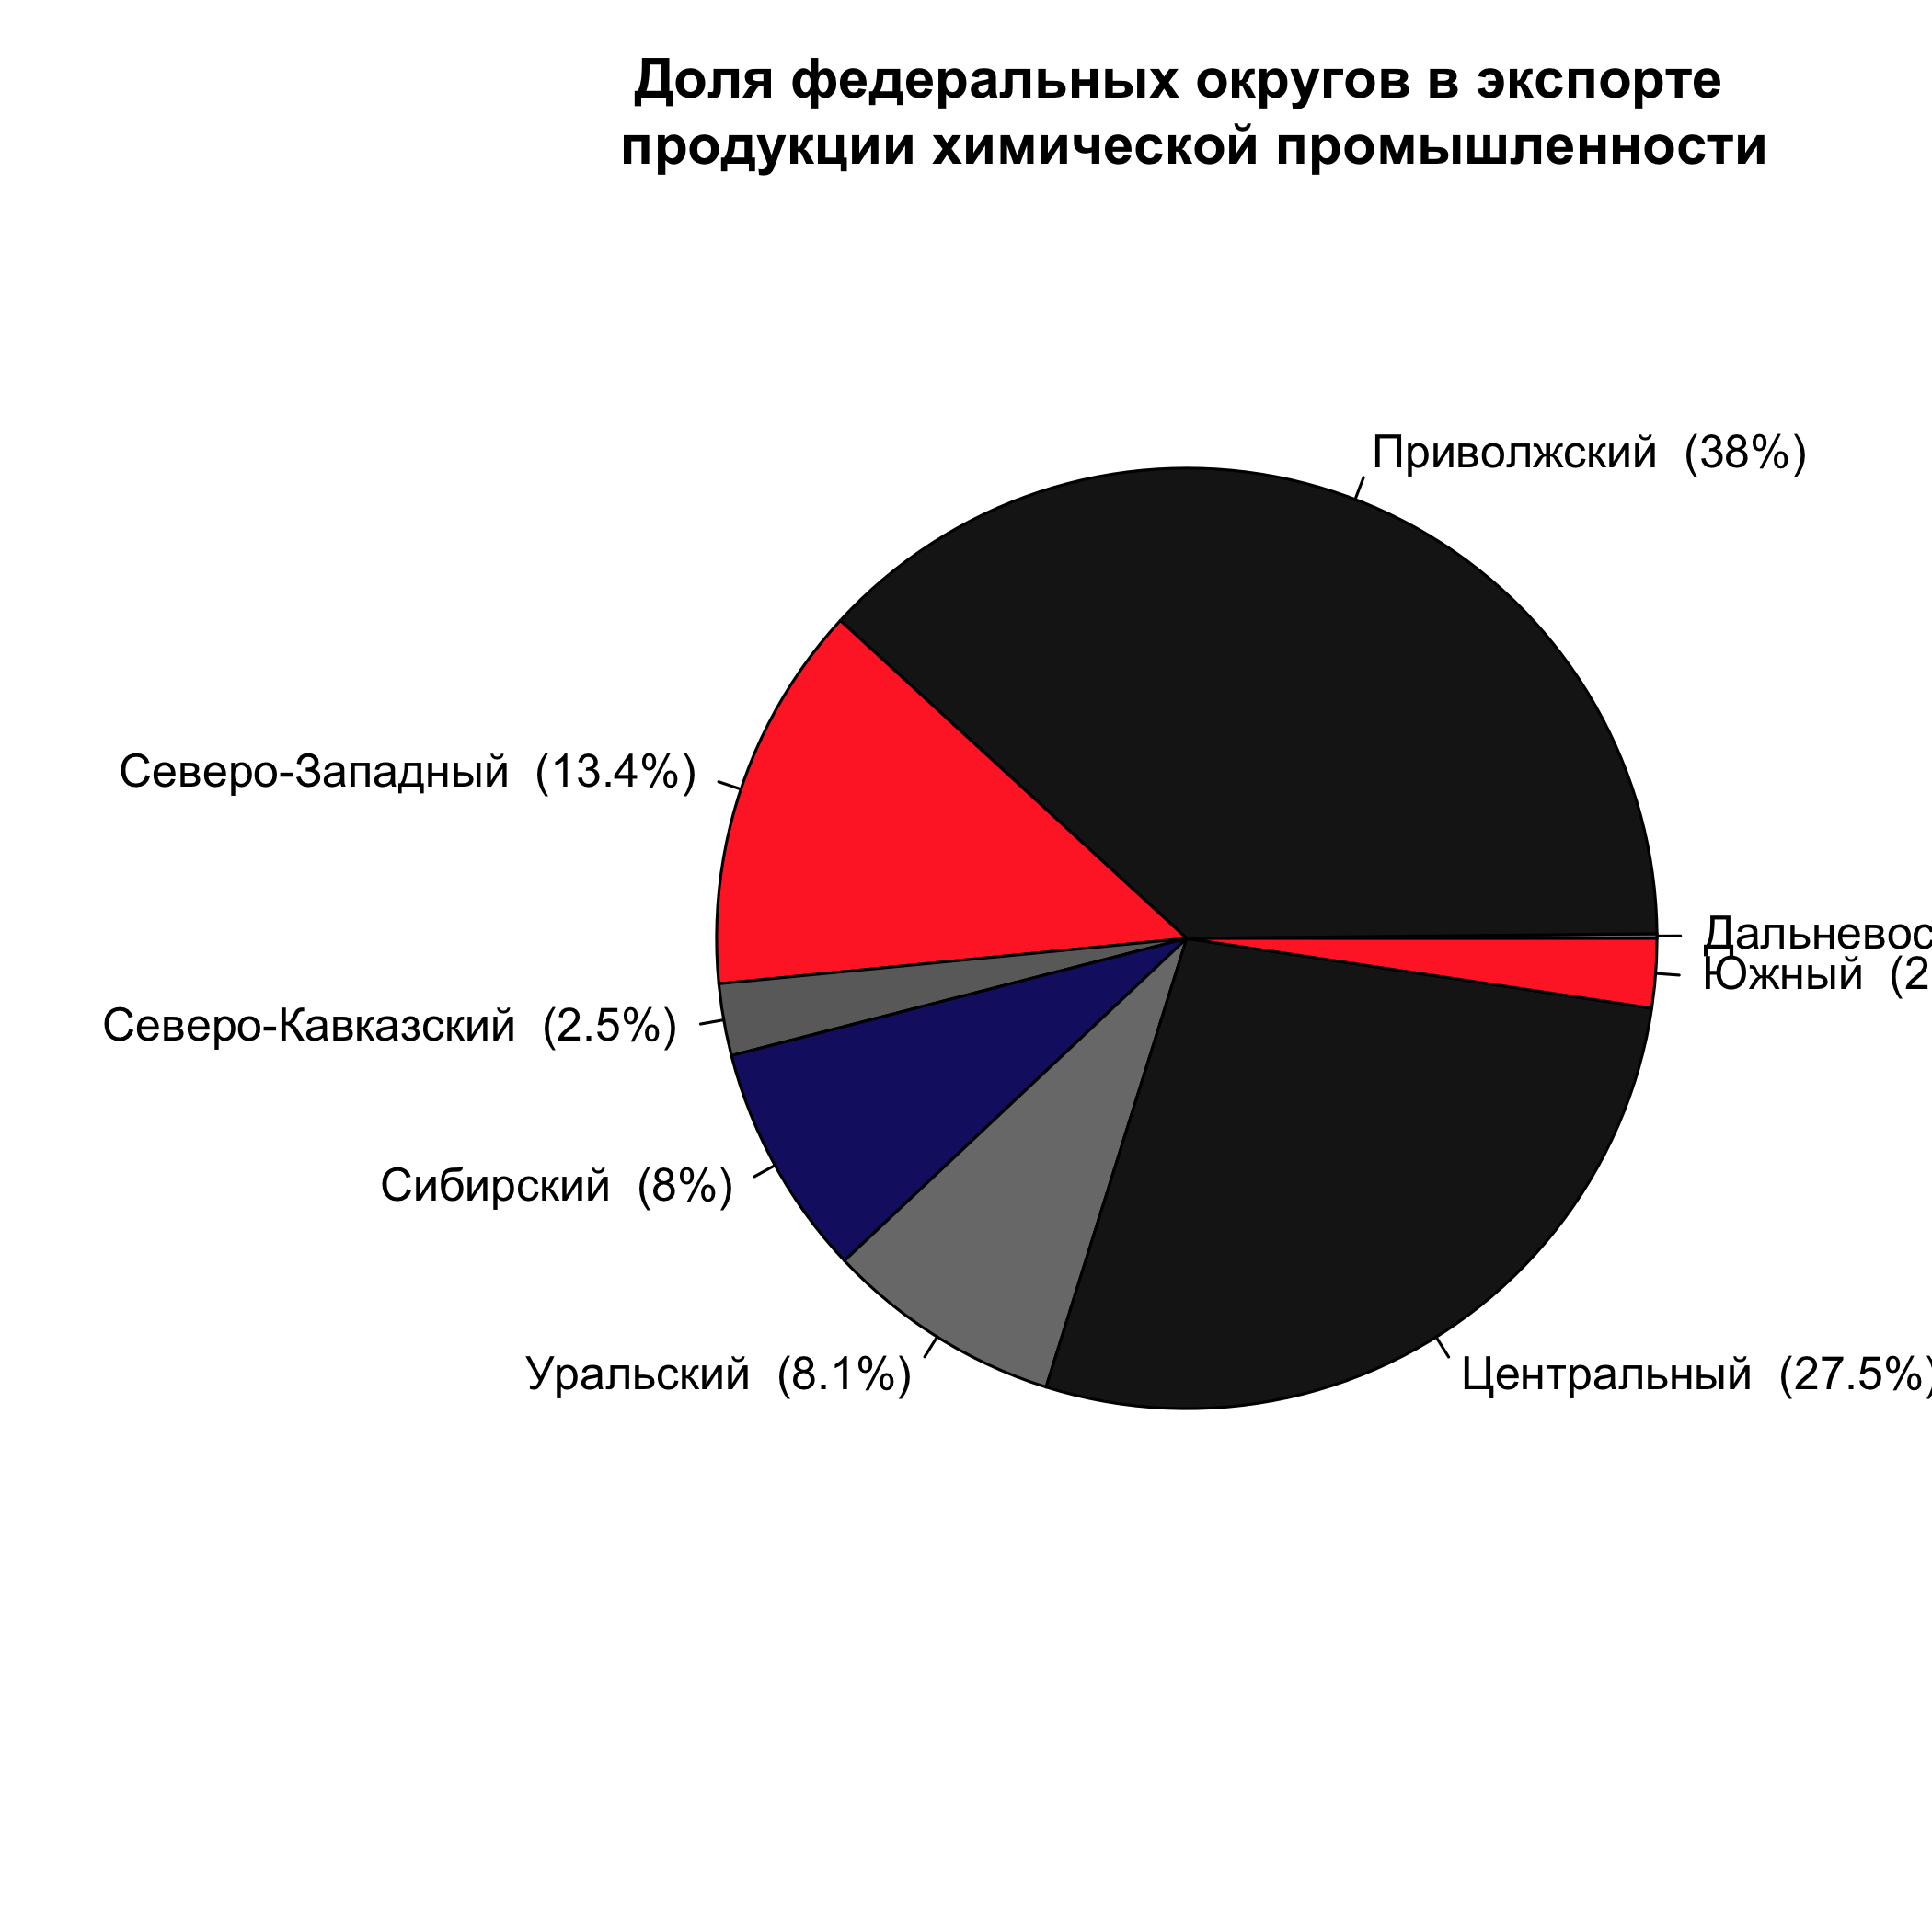 Доля федеральных округов в экспорте
продукции химической промышленности
Приволжский (38%)
Северо-Западный (13.4%)
Дальневос
Южный (2
Северо-Кавказский (2.5%)
Сибирский (8%)
Уральский (8.1%)
Центральный (27.5%)